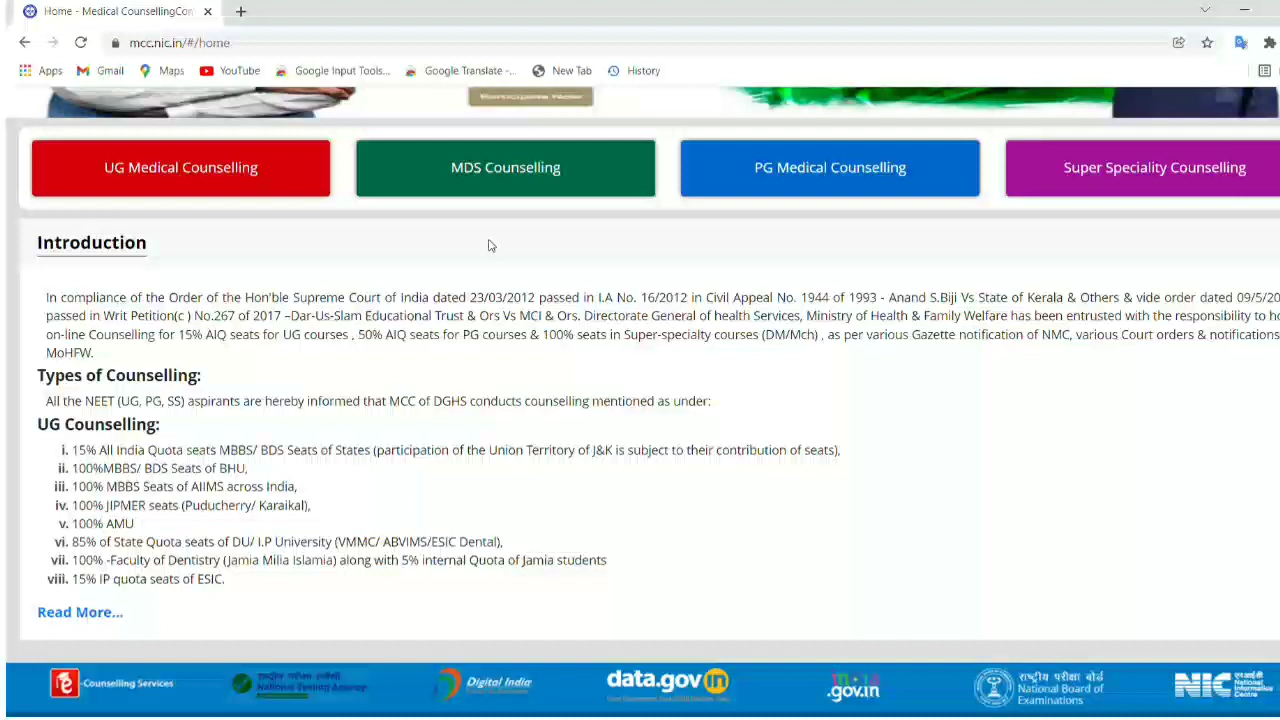 Home - Medical CounsellingCon
mcc.nic.in/#/home
Apps Gmail Maps YouTube Google Input Tools... Google Translate -... New Tab History
Participate Now
UG Medical Counselling MDS Counselling PG Medical Counselling Super Speciality Counselling
Introduction
In compliance of the Order of the Hon'ble Supreme Court of India dated 23/03/2012 passed in I.A No. 16/2012 in Civil Appeal No. 1944 of 1993 - Anand S.Biji Vs State of Kerala & Others & vide order dated 09/5/20
passed in Writ Petition(c ) No.267 of 2017 –Dar-Us-Slam Educational Trust & Ors Vs MCI & Ors. Directorate General of health Services, Ministry of Health & Family Welfare has been entrusted with the responsibility to ho
on-line Counselling for 15% AIQ seats for UG courses , 50% AIQ seats for PG courses & 100% seats in Super-specialty courses (DM/Mch) , as per various Gazette notification of NMC, various Court orders & notifications
MoHFW.
Types of Counselling:
All the NEET (UG, PG, SS) aspirants are hereby informed that MCC of DGHS conducts counselling mentioned as under:
UG Counselling:
i. 15% All India Quota seats MBBS/ BDS Seats of States (participation of the Union Territory of J&K is subject to their contribution of seats),
ii. 100%MBBS/ BDS Seats of BHU,
iii. 100% MBBS Seats of AIIMS across India,
iv. 100% JIPMER seats (Puducherry/ Karaikal),
v. 100% AMU
vi. 85% of State Quota seats of DU/ I.P University (VMMC/ ABVIMS/ESIC Dental),
vii. 100% -Faculty of Dentistry (Jamia Milia Islamia) along with 5% internal Quota of Jamia students
viii. 15% IP quota seats of ESIC.
Read More...
-Counselling Services
राष्ट्रीय परीक्षा एजेंसी
National Testing Agency
Digital India
data.gov in
.gov.in
राष्ट्रीय परीक्षा बोर्ड
National Board of
Examinations
NIC
एनआईसी
National
Informatics
Centre